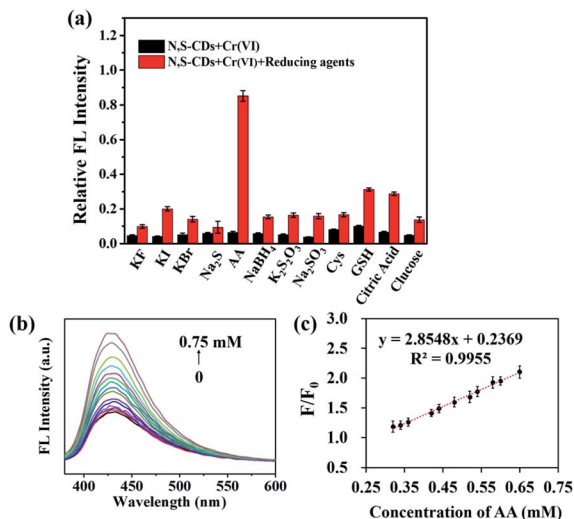 (a)
N,S-CDs+Cr(VI)
N,S-CDs+Cr(VI)+Reducing agents
Relative FL Intensity
1.2
1.0
0.8
0.6
0.4
0.2
0.0
KF
KI
KBr
Na2S
AA
NaBH4
K2S2O3
Na2SO3
Cys
GSH
Citric Acid
Clucose
(b)
0.75 mM
0
FL Intensity (a.u.)
400 450 500 550 600
Wavelength (nm)
(c)
y = 2.8548x + 0.2369
R² = 0.9955
F/F0
3.0
2.5
2.0
1.5
1.0
0.5
0.25 0.35 0.45 0.55 0.65 0.75
Concentration of AA (mM)